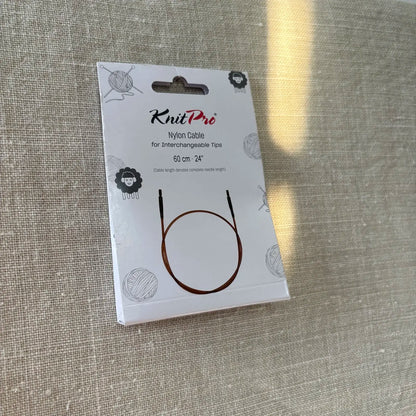 KnitPro®
Nylon Cable
for Interchangeable Tips
60 cm - 24"
(Cable length denotes complete needle length)